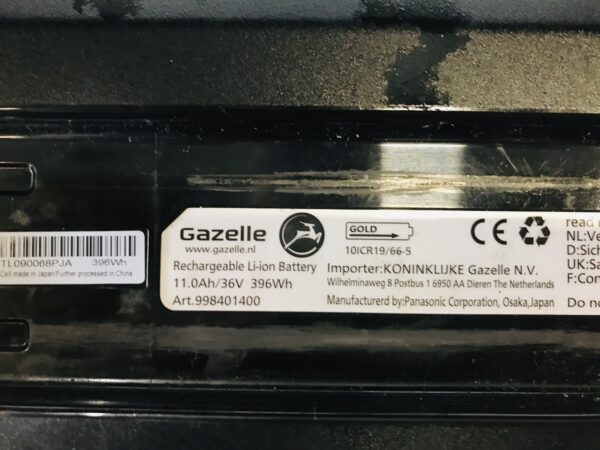 TL090068PJA 396Wh
Cell made in Japan/Further processed in China
Gazelle
www.gazelle.nl
Rechargeable Li-ion Battery
11.0Ah/36V 396Wh
Art.998401400
GOLD
10ICR19/66-5
Importer:KONINKLIJKE Gazelle N.V.
Wilhelminaweg 8 Postbus 1 6950 AA Dieren The Netherlands
Manufacturerd by:Panasonic Corporation, Osaka,Japan
CE
read
NL:Ve
D:Sich
UK:Sa
F:Con
Do no